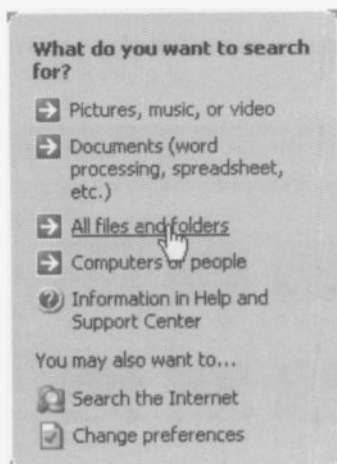 What do you want to search
for?
Pictures, music, or video
Documents (word
processing, spreadsheet,
etc.)
All files and folders
Computers or people
Information in Help and
Support Center
You may also want to...
Search the Internet
Change preferences